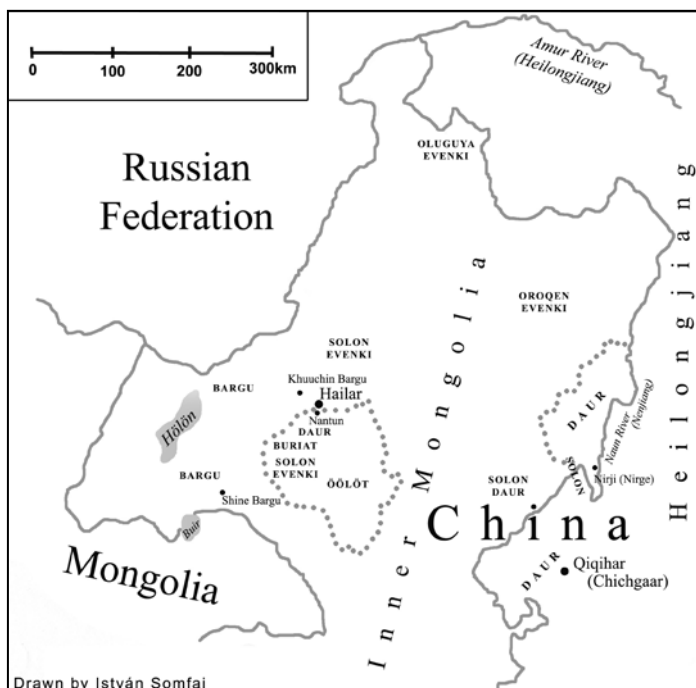 0 100 200 300km
Amur River
(Heilongjiang)
OLUGUYA
EVENKI
Russian
Federation
Heilongjiang
Inner Mongolia
OROQEN
EVENKI
SOLON
EVENKI
BARGU
Khuuchin Bargu
Hailar
Nantun
DAUR
BURIAT
SOLON
EVENKI
ÖÖLÖT
Hölön
BARGU
Shine Bargu
Buir
DAUR
Naun River
(Nenjiang)
SOLON
Nirji (Nirge)
SOLON
DAUR
China
Mongolia
DAUR
Qiqihar
(Chichgaar)
Drawn by István Somfai